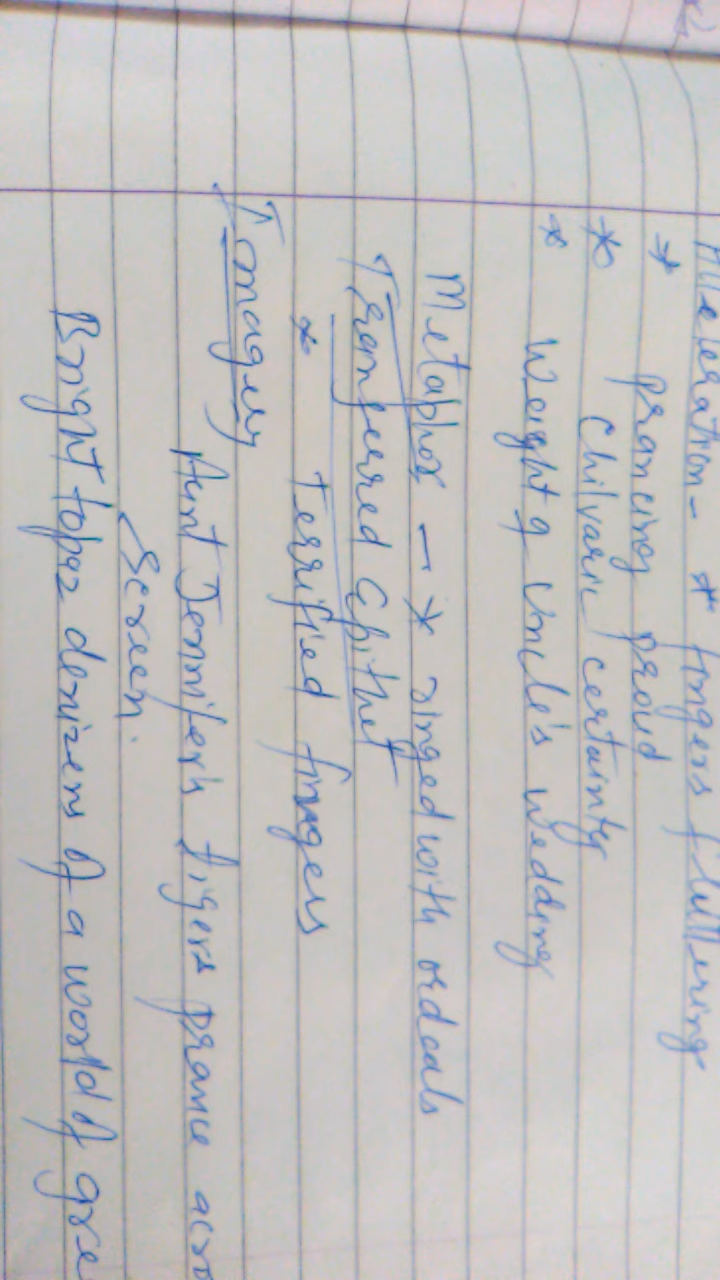 Alleleration - * fingers fluttering
* prancing proud
* Chilvaric certainty
* Weight of Uncle's Wedding
Metaphor - * ringed with ordeals
Transferred Epithet
* Terrified fingers
Imagery
Aunt Jennifer's tigers prance acro
Screen.
Bright topaz denizens of a world of gre